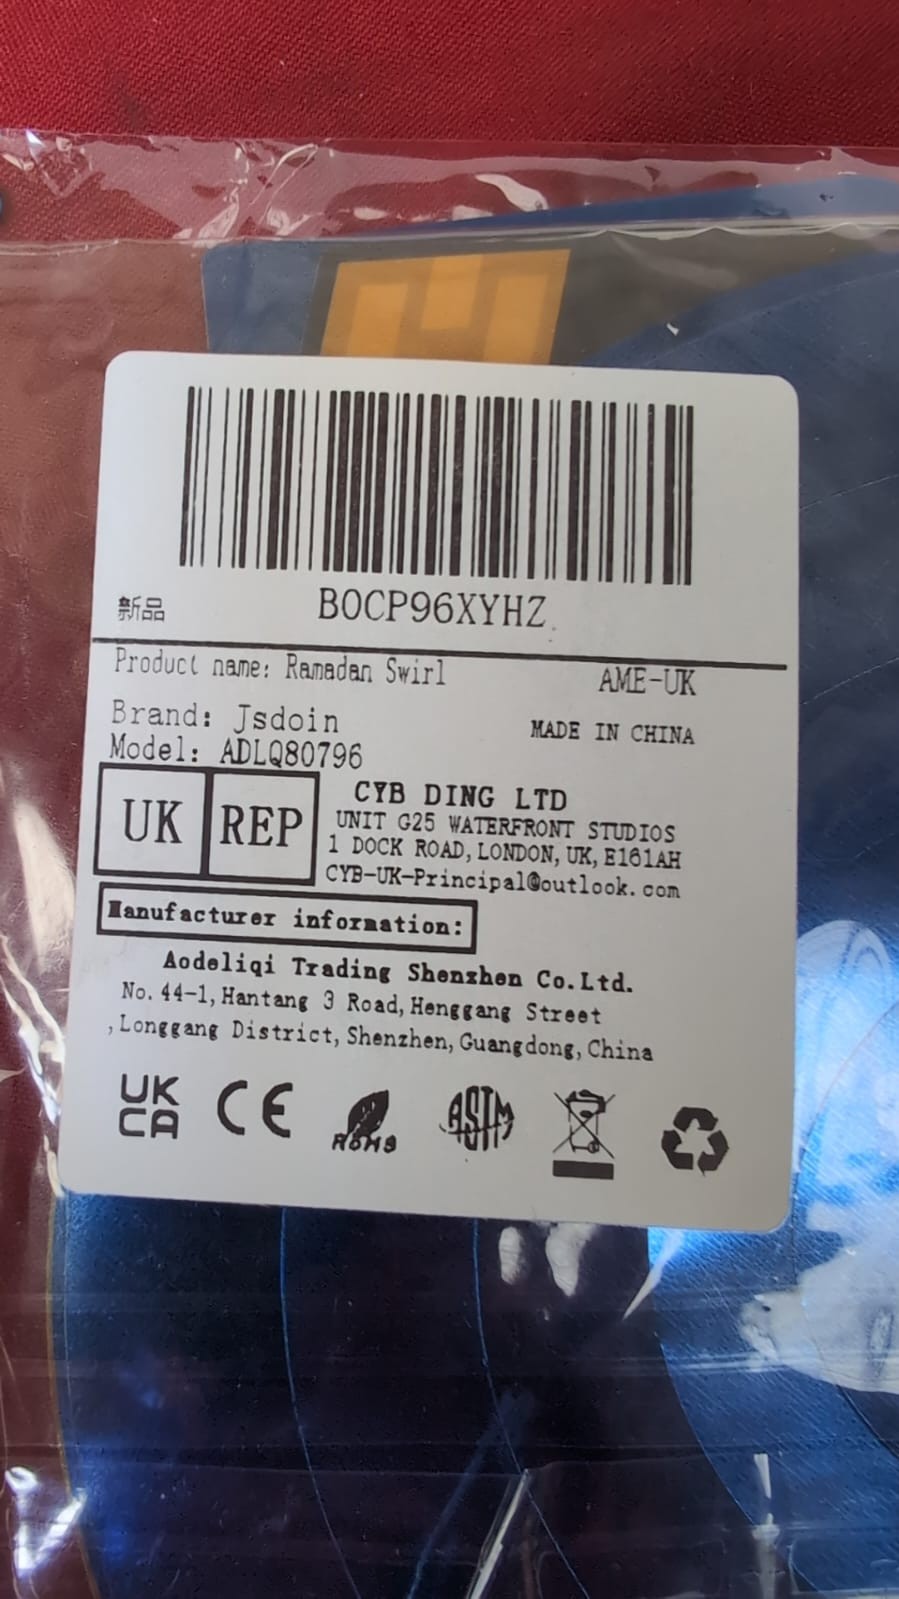 新品
B0CP96XYHZ
Product name: Ramadan Swirl
AME-UK
Brand: Jsdoin
MADE IN CHINA
Model: ADLQ80796
UK REP
CYB DING LTD
UNIT G25 WATERFRONT STUDIOS
1 DOCK ROAD, LONDON, UK, E161AH
CYB-UK-Principal@outlook.com
Manufacturer information:
Aodeliqi Trading Shenzhen Co.Ltd.
No. 44-1, Hantang 3 Road, Henggang Street
, Longgang District, Shenzhen, Guangdong, China
UK
CA
CE
RoHS
ASTM